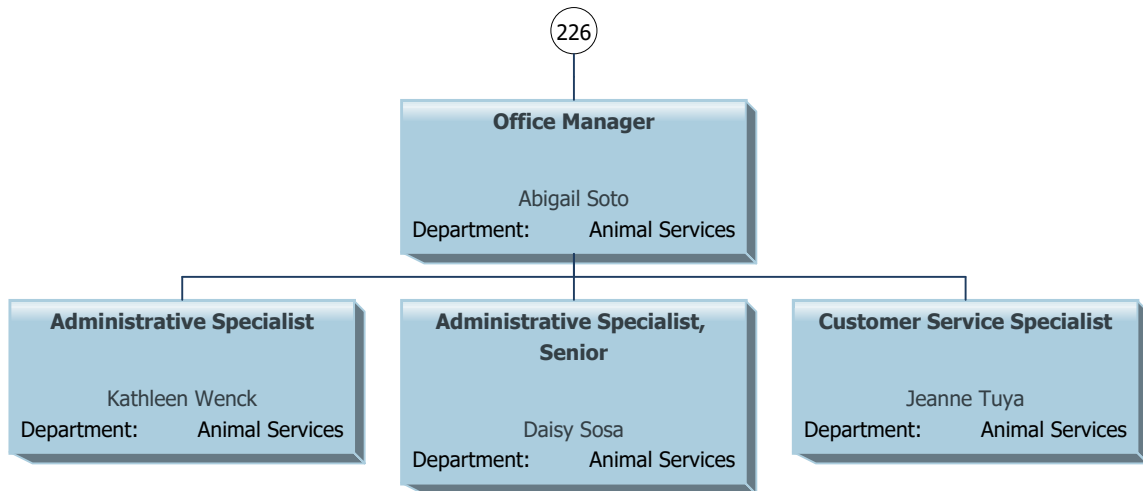 226
Office Manager
Abigail Soto
Department: Animal Services
Administrative Specialist
Kathleen Wenck
Department: Animal Services
Administrative Specialist,
Senior
Daisy Sosa
Department: Animal Services
Customer Service Specialist
Jeanne Tuya
Department: Animal Services